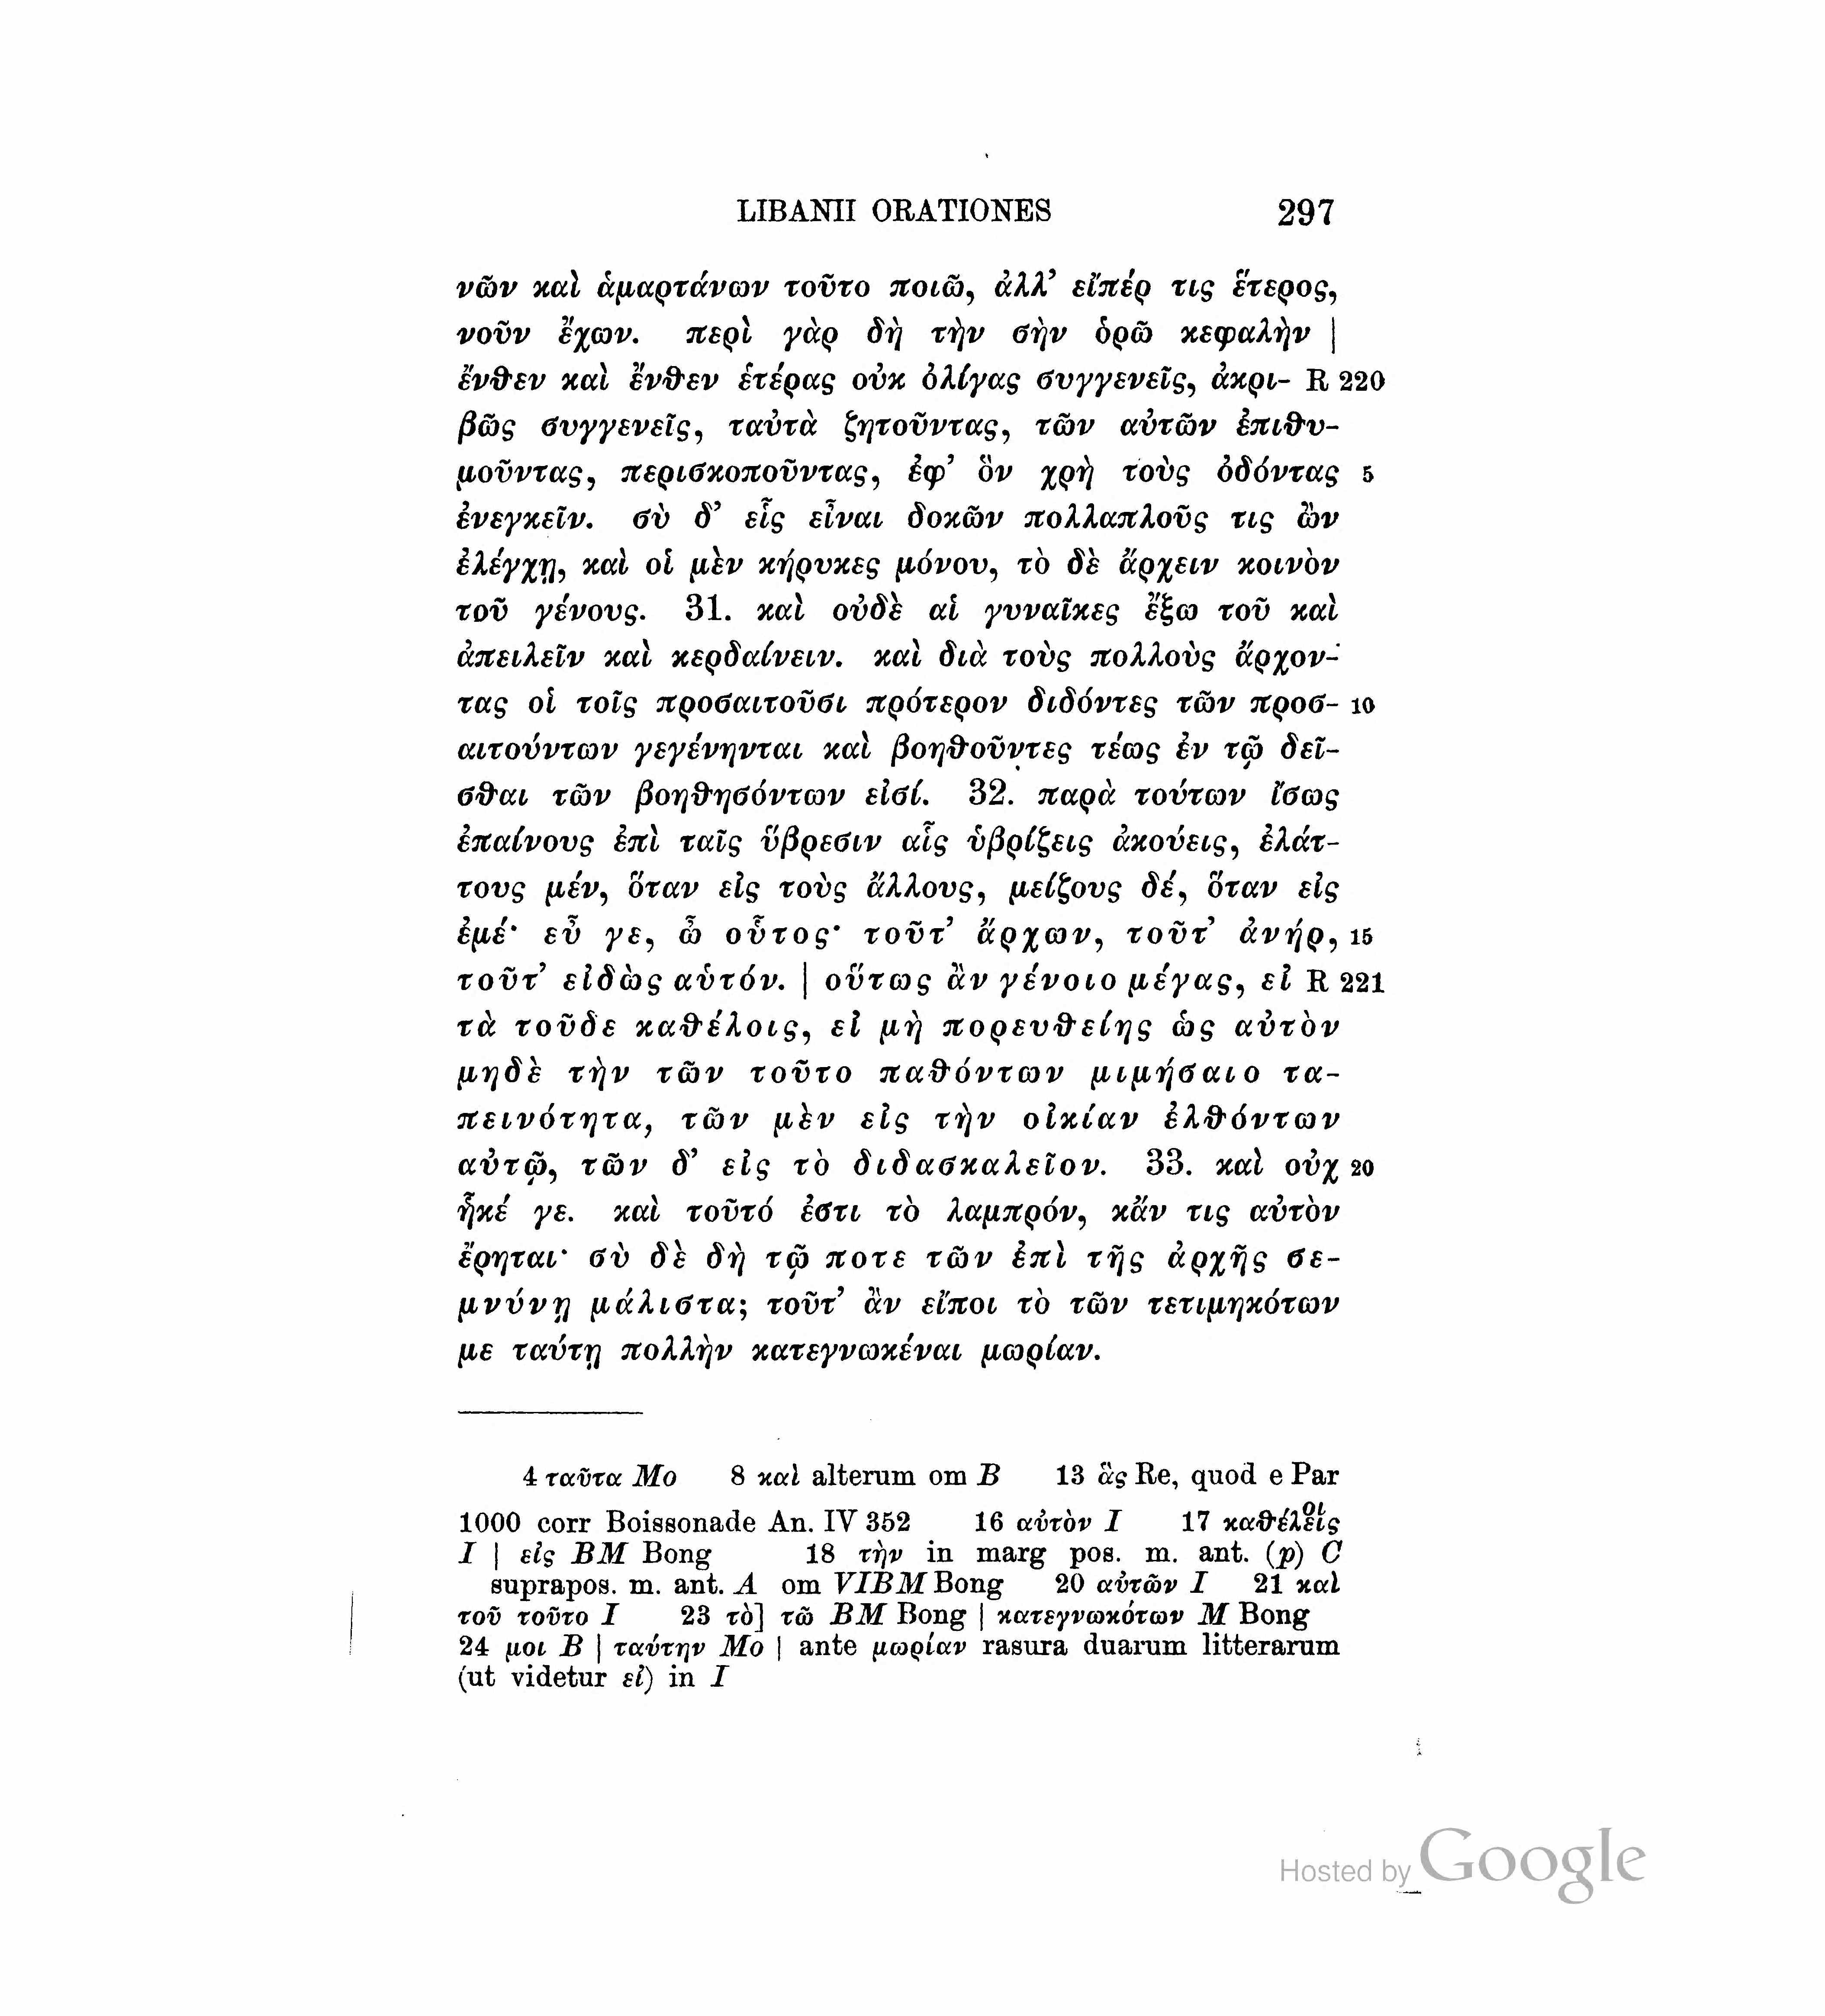 LIBANII ORATIONES 297
νῶν καὶ ἁμαρτάνων τοῦτο ποιῶ, ἀλλ’ εἴπέρ τις ἕτερος,
νοῦν ἔχων. περὶ γὰρ δὴ τὴν σὴν ὁρῶ κεφαλὴν |
ἔνθεν καὶ ἔνθεν ἑτέρας οὐκ ὀλίγας συγγενεῖς, ἀκρι- R 220
βῶς συγγενεῖς, ταὐτὰ ζητοῦντας, τῶν αὐτῶν ἐπιθυ-
μοῦντας, περισκοποῦντας, ἐφ’ ὃν χρὴ τοὺς ὀδόντας 5
ἐνεγκεῖν. σὺ δ’ εἷς εἶναι δοκῶν πολλαπλοῦς τις ὢν
ἐλέγχῃ, καὶ οἱ μὲν κήρυκες μόνου, τὸ δὲ ἄρχειν κοινὸν
τοῦ γένους. 31. καὶ οὐδὲ αἱ γυναῖκες ἔξω τοῦ καὶ
ἀπειλεῖν καὶ κερδαίνειν. καὶ διὰ τοὺς πολλοὺς ἄρχον-
τας οἱ τοῖς προσαιτοῦσι πρότερον διδόντες τῶν προσ- 10
αιτούντων γεγένηνται καὶ βοηθοῦντες τέως ἐν τῷ δεῖ-
σθαι τῶν βοηθησόντων εἰσί. 32. παρὰ τούτων ἴσως
ἐπαίνους ἐπὶ ταῖς ὕβρεσιν αἷς ὑβρίζεις ἀκούεις, ἐλάτ-
τους μέν, ὅταν εἰς τοὺς ἄλλους, μείζους δέ, ὅταν εἰς
ἐμέ· εὖ γε, ὦ οὗτος· τοῦτ’ ἄρχων, τοῦτ’ ἀνήρ, 15
τοῦτ’ εἰδὼς αὑτόν. | οὕτως ἂν γένοιο μέγας, εἰ R 221
τὰ τοῦδε καθέλοις, εἰ μὴ πορευθείης ὡς αὐτὸν
μηδὲ τὴν τῶν τοῦτο παθόντων μιμήσαιο τα-
πεινότητα, τῶν μὲν εἰς τὴν οἰκίαν ἐλθόντων
αὐτῷ, τῶν δ’ εἰς τὸ διδασκαλεῖον. 33. καὶ οὐχ 20
ἧκέ γε. καὶ τοῦτό ἐστι τὸ λαμπρόν, κἄν τις αὐτὸν
ἔρηται· σὺ δὲ δὴ τῷ ποτε τῶν ἐπὶ τῆς ἀρχῆς σε-
μνύνῃ μάλιστα; τοῦτ’ ἂν εἴποι τὸ τῶν τετιμηκότων
με ταύτῃ πολλὴν κατεγνωκέναι μωρίαν.
4 ταῦτα Mo 8 καὶ alterum om B 13 ἃς Re, quod e Par
1000 corr Boissonade An. IV 352 16 αὐτὸν I 17 καθέλεῖςοι
I | εἰς BM Bong 18 τὴν in marg pos. m. ant. (p) C
suprapos. m. ant. A om VIBM Bong 20 αὐτῶν I 21 καὶ
τοῦ τοῦτο I 23 τὸ] τῶ BM Bong | κατεγνωκότων M Bong
24 μοι B | ταύτην Mo | ante μωρίαν rasura duarum litterarum
(ut videtur εἰ) in I
Hosted by Google